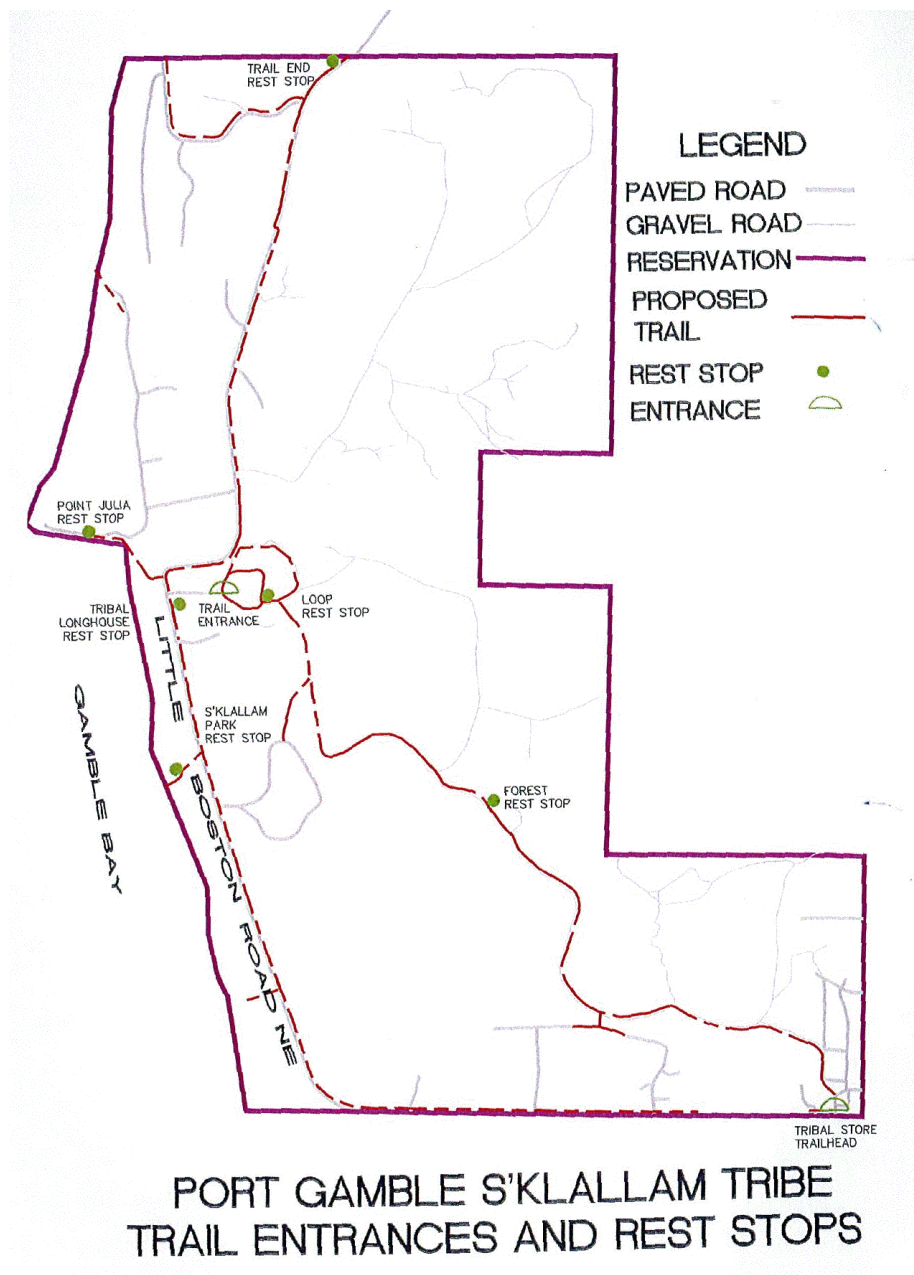 TRAIL END
REST STOP
LEGEND
PAVED ROAD
GRAVEL ROAD
RESERVATION
PROPOSED
TRAIL
REST STOP
ENTRANCE
POINT JULIA
REST STOP
TRIBAL
LONGHOUSE
REST STOP
TRAIL
ENTRANCE
LOOP
REST STOP
S'KLALLAM
PARK
REST STOP
FOREST
REST STOP
LITTLE BOSTON ROAD NE
GAMBLE BAY
TRIBAL STORE
TRAILHEAD
PORT GAMBLE S'KLALLAM TRIBE
TRAIL ENTRANCES AND REST STOPS